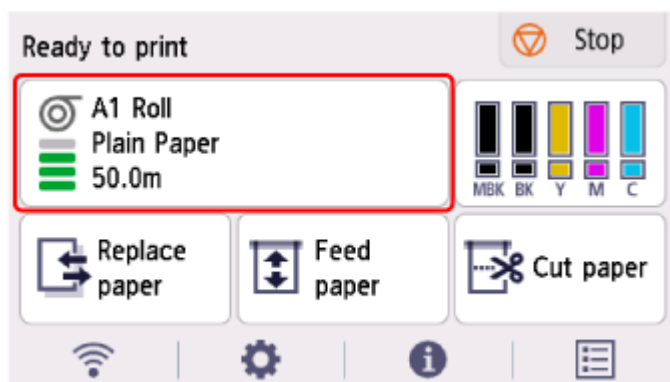 Ready to print
Stop
A1 Roll
Plain Paper
50.0m
MBK BK Y M C
Replace
paper
Feed
paper
Cut paper